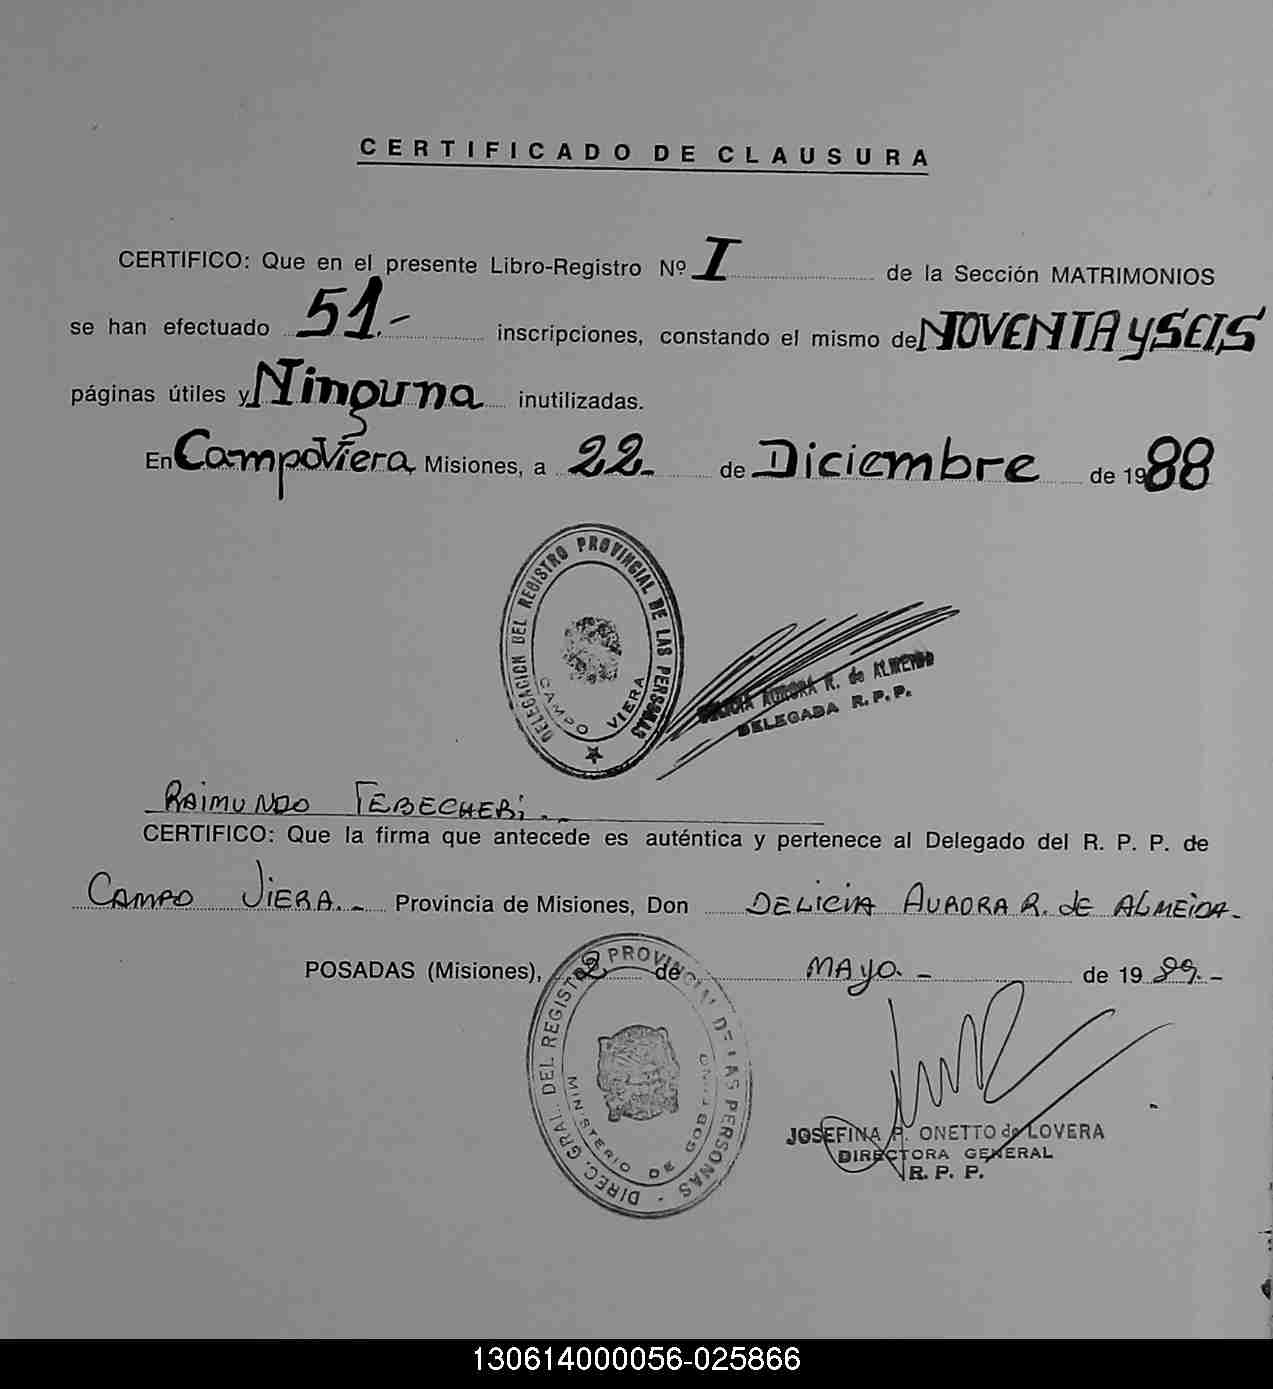 CERTIFICADO DE CLAUSURA
CERTIFICO: Que en el presente Libro-Registro Nº I de la Sección MATRIMONIOS
se han efectuado 51.- inscripciones, constando el mismo de NOVENTA y SEIS
páginas útiles y Ninguna inutilizadas.
En Campo Viera, Misiones, a 22.- de Diciembre de 1988
DELEGACION DEL REGISTRO PROVINCIAL DE LAS PERSONAS
CAMPO VIERA
DELICIA AURORA R. de ALMEIDA
DELEGADA R. P. P.
RAIMUNDO TEBECHERI.-
CERTIFICO: Que la firma que antecede es auténtica y pertenece al Delegado del R. P. P. de
CAMPO VIERA.- Provincia de Misiones, Don DELICIA AURORA R. de ALMEIDA-
POSADAS (Misiones), 2 de MAYO.- de 1989.-
DIREC. GRAL. DEL REGISTRO PROVINCIAL DE LAS PERSONAS -
MINISTERIO DE GOBIERNO
JOSEFINA ONETTO de LOVERA
DIRECTORA GENERAL
R. P. P.
130614000056-025866